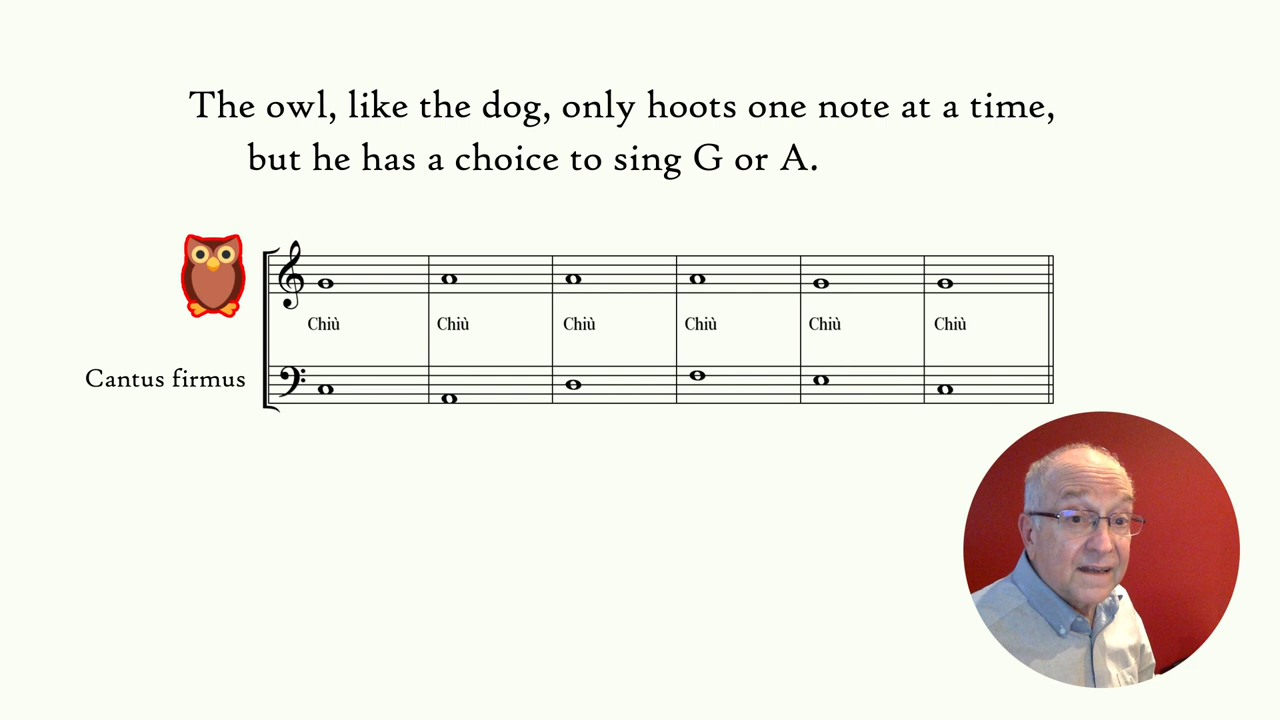 The owl, like the dog, only hoots one note at a time,
but he has a choice to sing G or A.
Chiù Chiù Chiù Chiù Chiù Chiù
Cantus firmus